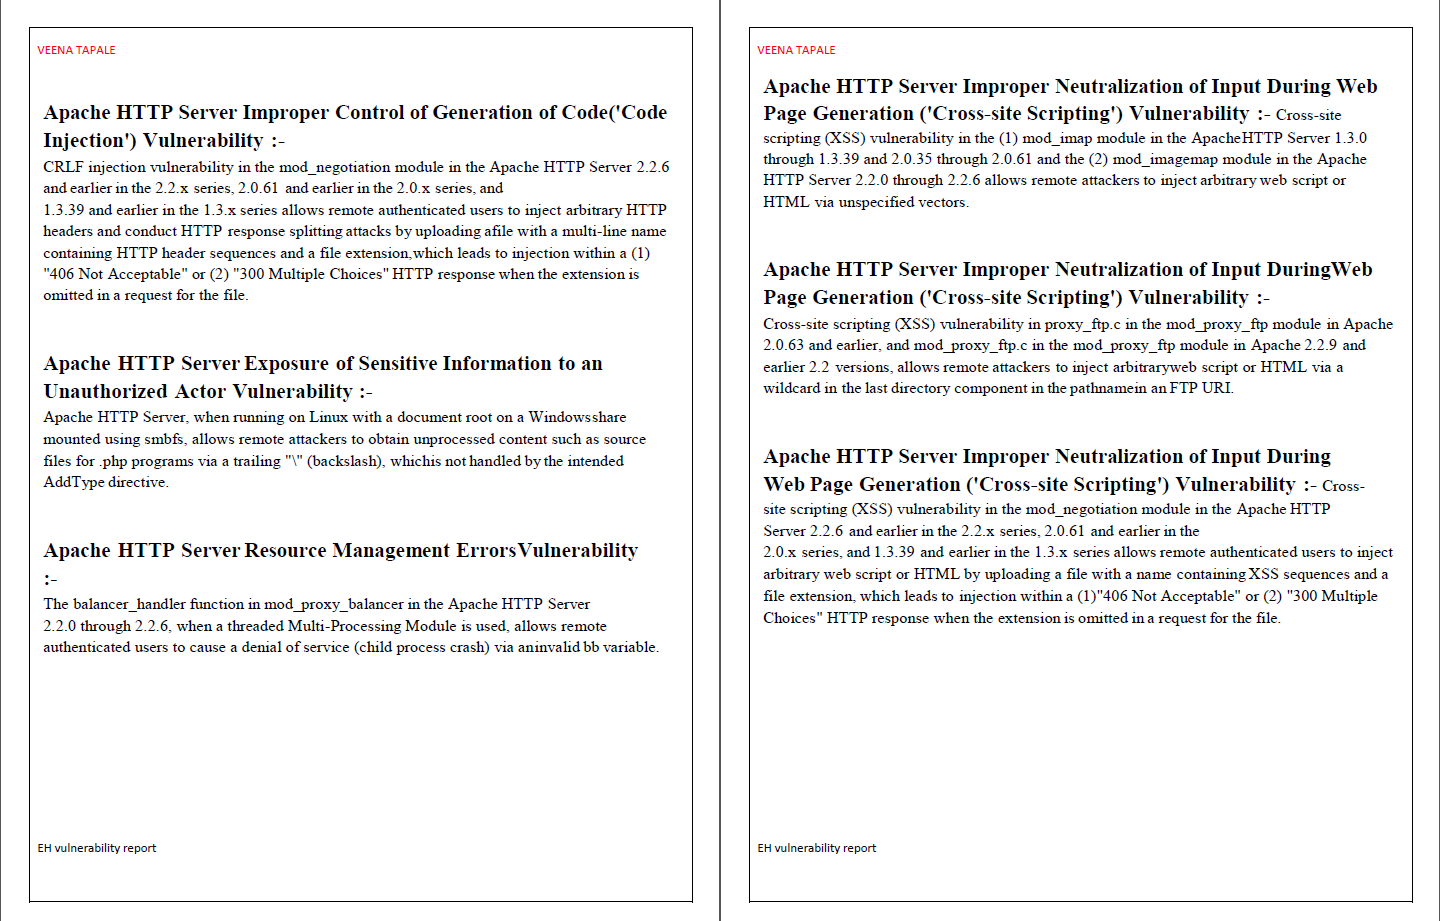 VEENA TAPALE
Apache HTTP Server Improper Control of Generation of Code('Code
Injection') Vulnerability :-
CRLF injection vulnerability in the mod_negotiation module in the Apache HTTP Server 2.2.6
and earlier in the 2.2.x series, 2.0.61 and earlier in the 2.0.x series, and
1.3.39 and earlier in the 1.3.x series allows remote authenticated users to inject arbitrary HTTP
headers and conduct HTTP response splitting attacks by uploading afile with a multi-line name
containing HTTP header sequences and a file extension,which leads to injection within a (1)
"406 Not Acceptable" or (2) "300 Multiple Choices" HTTP response when the extension is
omitted in a request for the file.
Apache HTTP Server Exposure of Sensitive Information to an
Unauthorized Actor Vulnerability :-
Apache HTTP Server, when running on Linux with a document root on a Windowsshare
mounted using smbfs, allows remote attackers to obtain unprocessed content such as source
files for .php programs via a trailing "\" (backslash), whichis not handled by the intended
AddType directive.
Apache HTTP Server Resource Management ErrorsVulnerability
:-
The balancer_handler function in mod_proxy_balancer in the Apache HTTP Server
2.2.0 through 2.2.6, when a threaded Multi-Processing Module is used, allows remote
authenticated users to cause a denial of service (child process crash) via aninvalid bb variable.
EH vulnerability report
VEENA TAPALE
Apache HTTP Server Improper Neutralization of Input During Web
Page Generation ('Cross-site Scripting') Vulnerability :- Cross-site
scripting (XSS) vulnerability in the (1) mod_imap module in the ApacheHTTP Server 1.3.0
through 1.3.39 and 2.0.35 through 2.0.61 and the (2) mod_imagemap module in the Apache
HTTP Server 2.2.0 through 2.2.6 allows remote attackers to inject arbitrary web script or
HTML via unspecified vectors.
Apache HTTP Server Improper Neutralization of Input DuringWeb
Page Generation ('Cross-site Scripting') Vulnerability :-
Cross-site scripting (XSS) vulnerability in proxy_ftp.c in the mod_proxy_ftp module in Apache
2.0.63 and earlier, and mod_proxy_ftp.c in the mod_proxy_ftp module in Apache 2.2.9 and
earlier 2.2 versions, allows remote attackers to inject arbitraryweb script or HTML via a
wildcard in the last directory component in the pathnamein an FTP URI.
Apache HTTP Server Improper Neutralization of Input During
Web Page Generation ('Cross-site Scripting') Vulnerability :- Cross-
site scripting (XSS) vulnerability in the mod_negotiation module in the Apache HTTP
Server 2.2.6 and earlier in the 2.2.x series, 2.0.61 and earlier in the
2.0.x series, and 1.3.39 and earlier in the 1.3.x series allows remote authenticated users to inject
arbitrary web script or HTML by uploading a file with a name containing XSS sequences and a
file extension, which leads to injection within a (1)"406 Not Acceptable" or (2) "300 Multiple
Choices" HTTP response when the extension is omitted in a request for the file.
EH vulnerability report